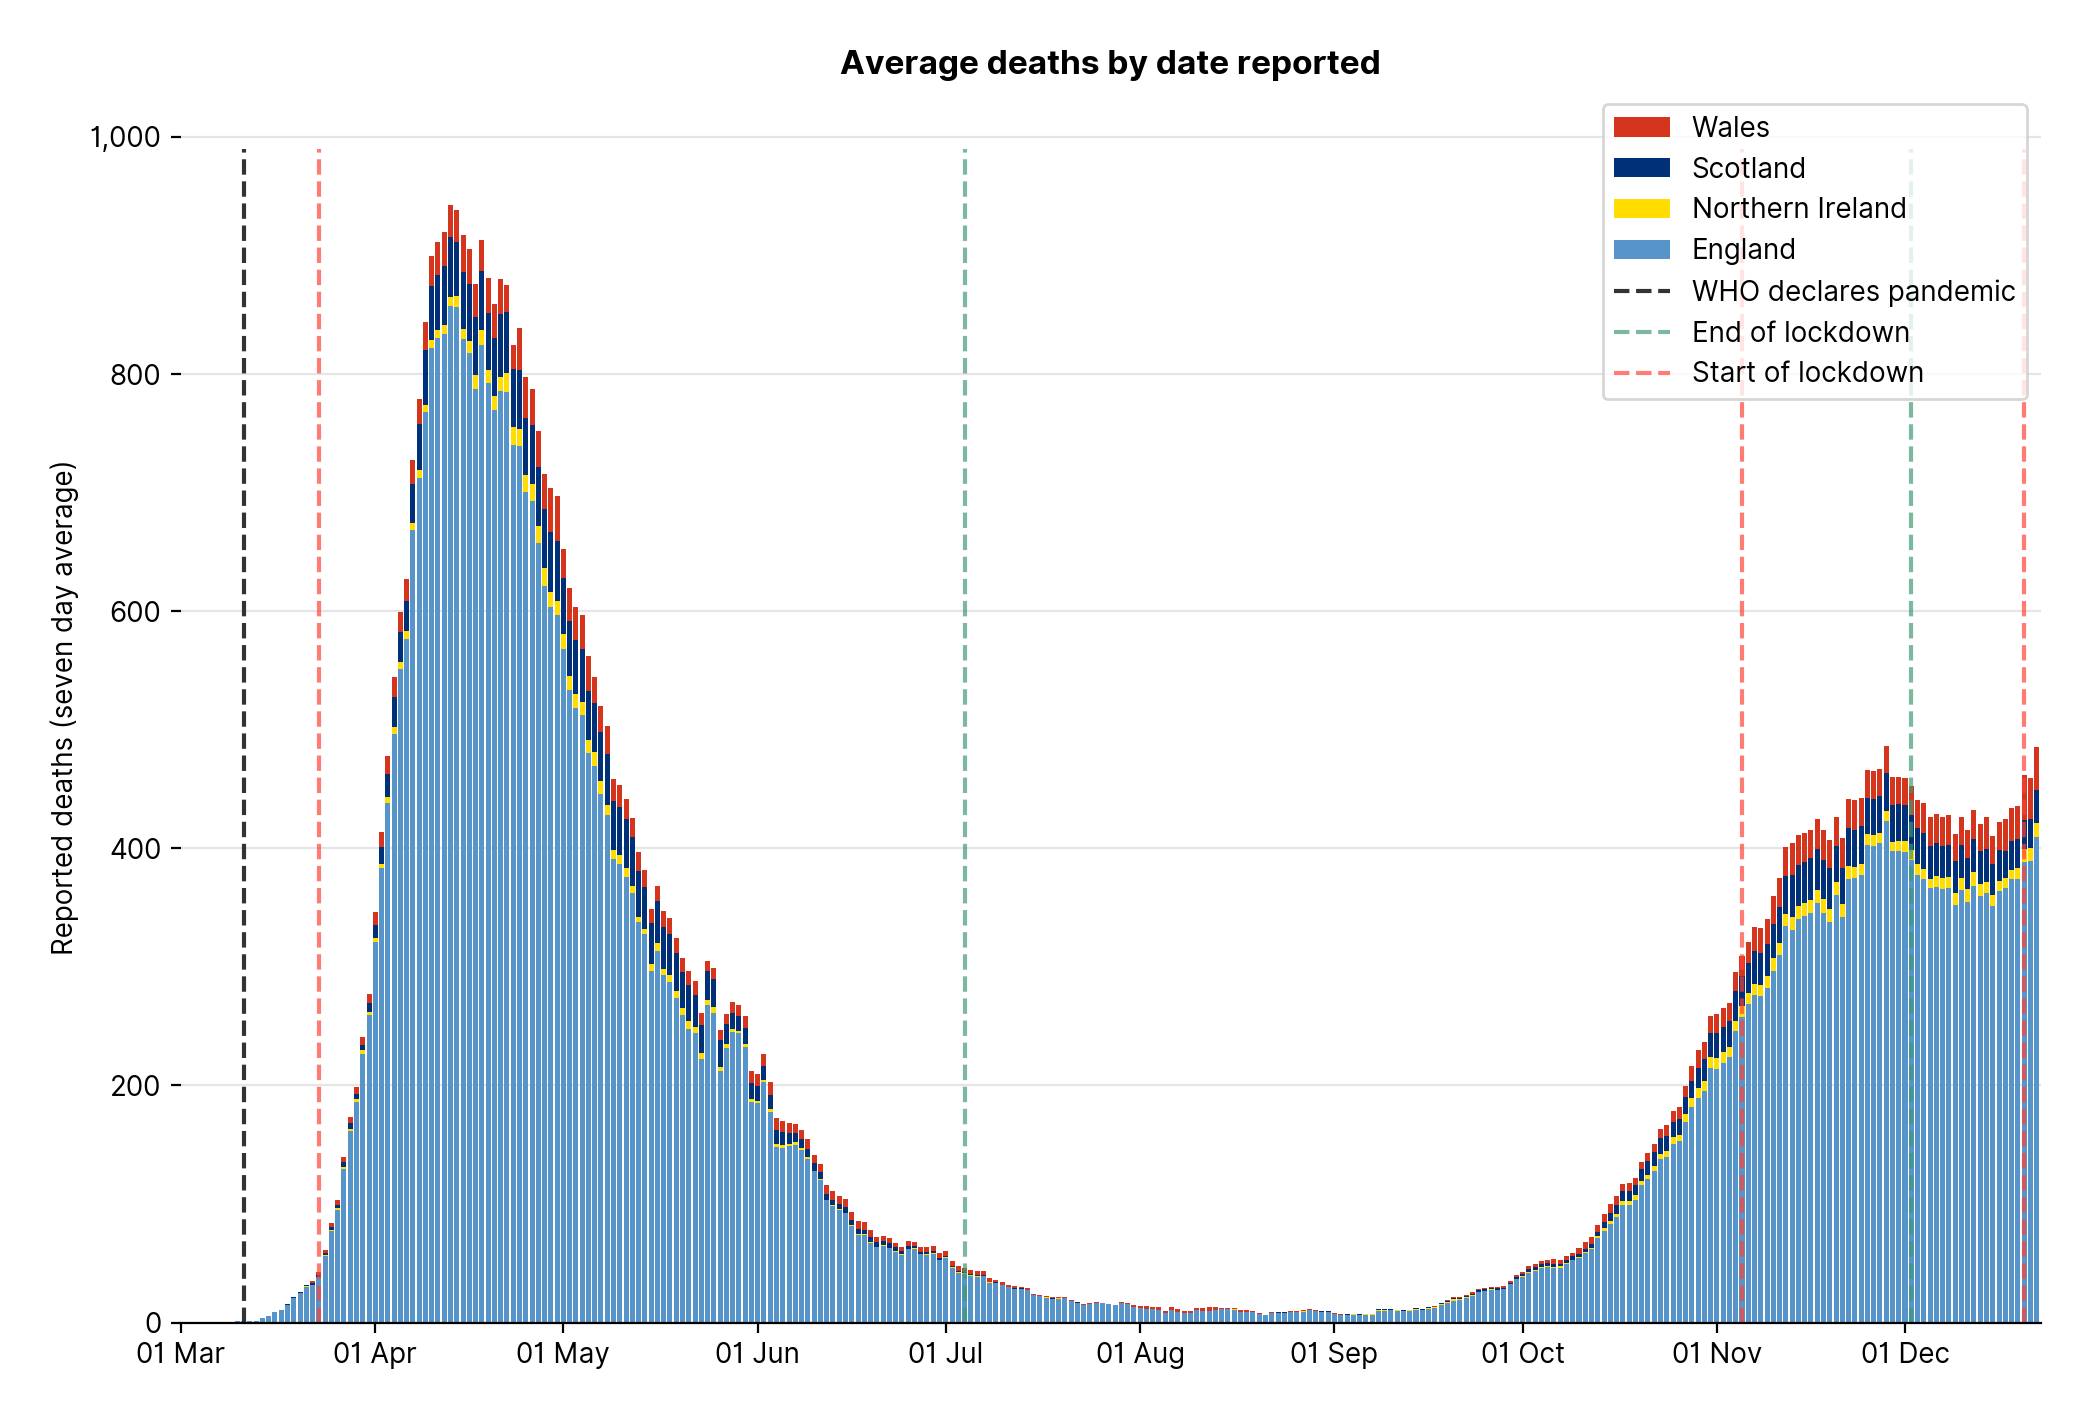 Average deaths by date reported
Wales
Scotland
Northern Ireland
England
WHO declares pandemic
End of lockdown
Start of lockdown
Reported deaths (seven day average)
1,000
800
600
400
200
0
01 Mar
01 Apr
01 May
01 Jun
01 Jul
01 Aug
01 Sep
01 Oct
01 Nov
01 Dec